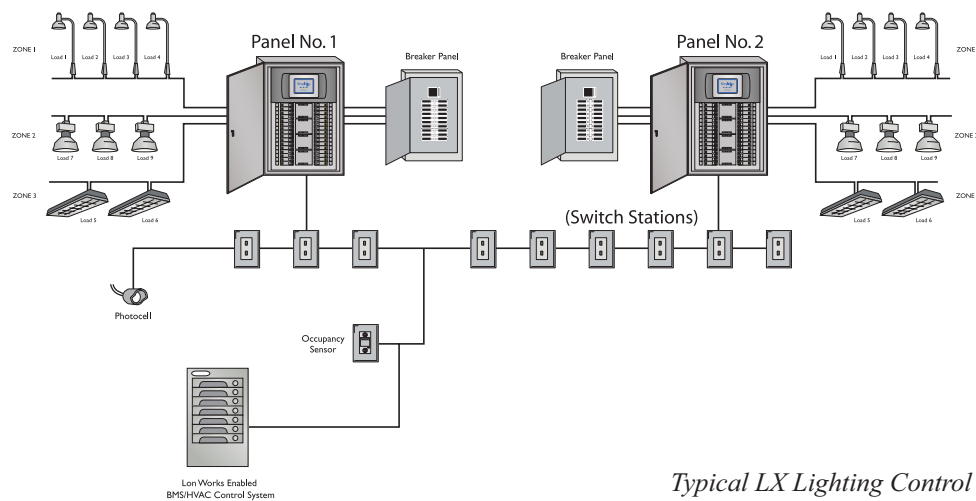 Panel No. 1
Breaker Panel
Breaker Panel
Panel No. 2
ZONE 1
Load 1
Load 2
Load 3
Load 4
Load 1
Load 2
Load 3
Load 4
ZONE
ZONE 2
Load 7
Load 8
Load 9
Load 7
Load 8
Load 9
ZONE
ZONE 3
Load 5
Load 6
Load 5
Load 6
ZONE
(Switch Stations)
Photocell
Occupancy
Sensor
Lon Works Enabled
BMS/HVAC Control System
Typical LX Lighting Control